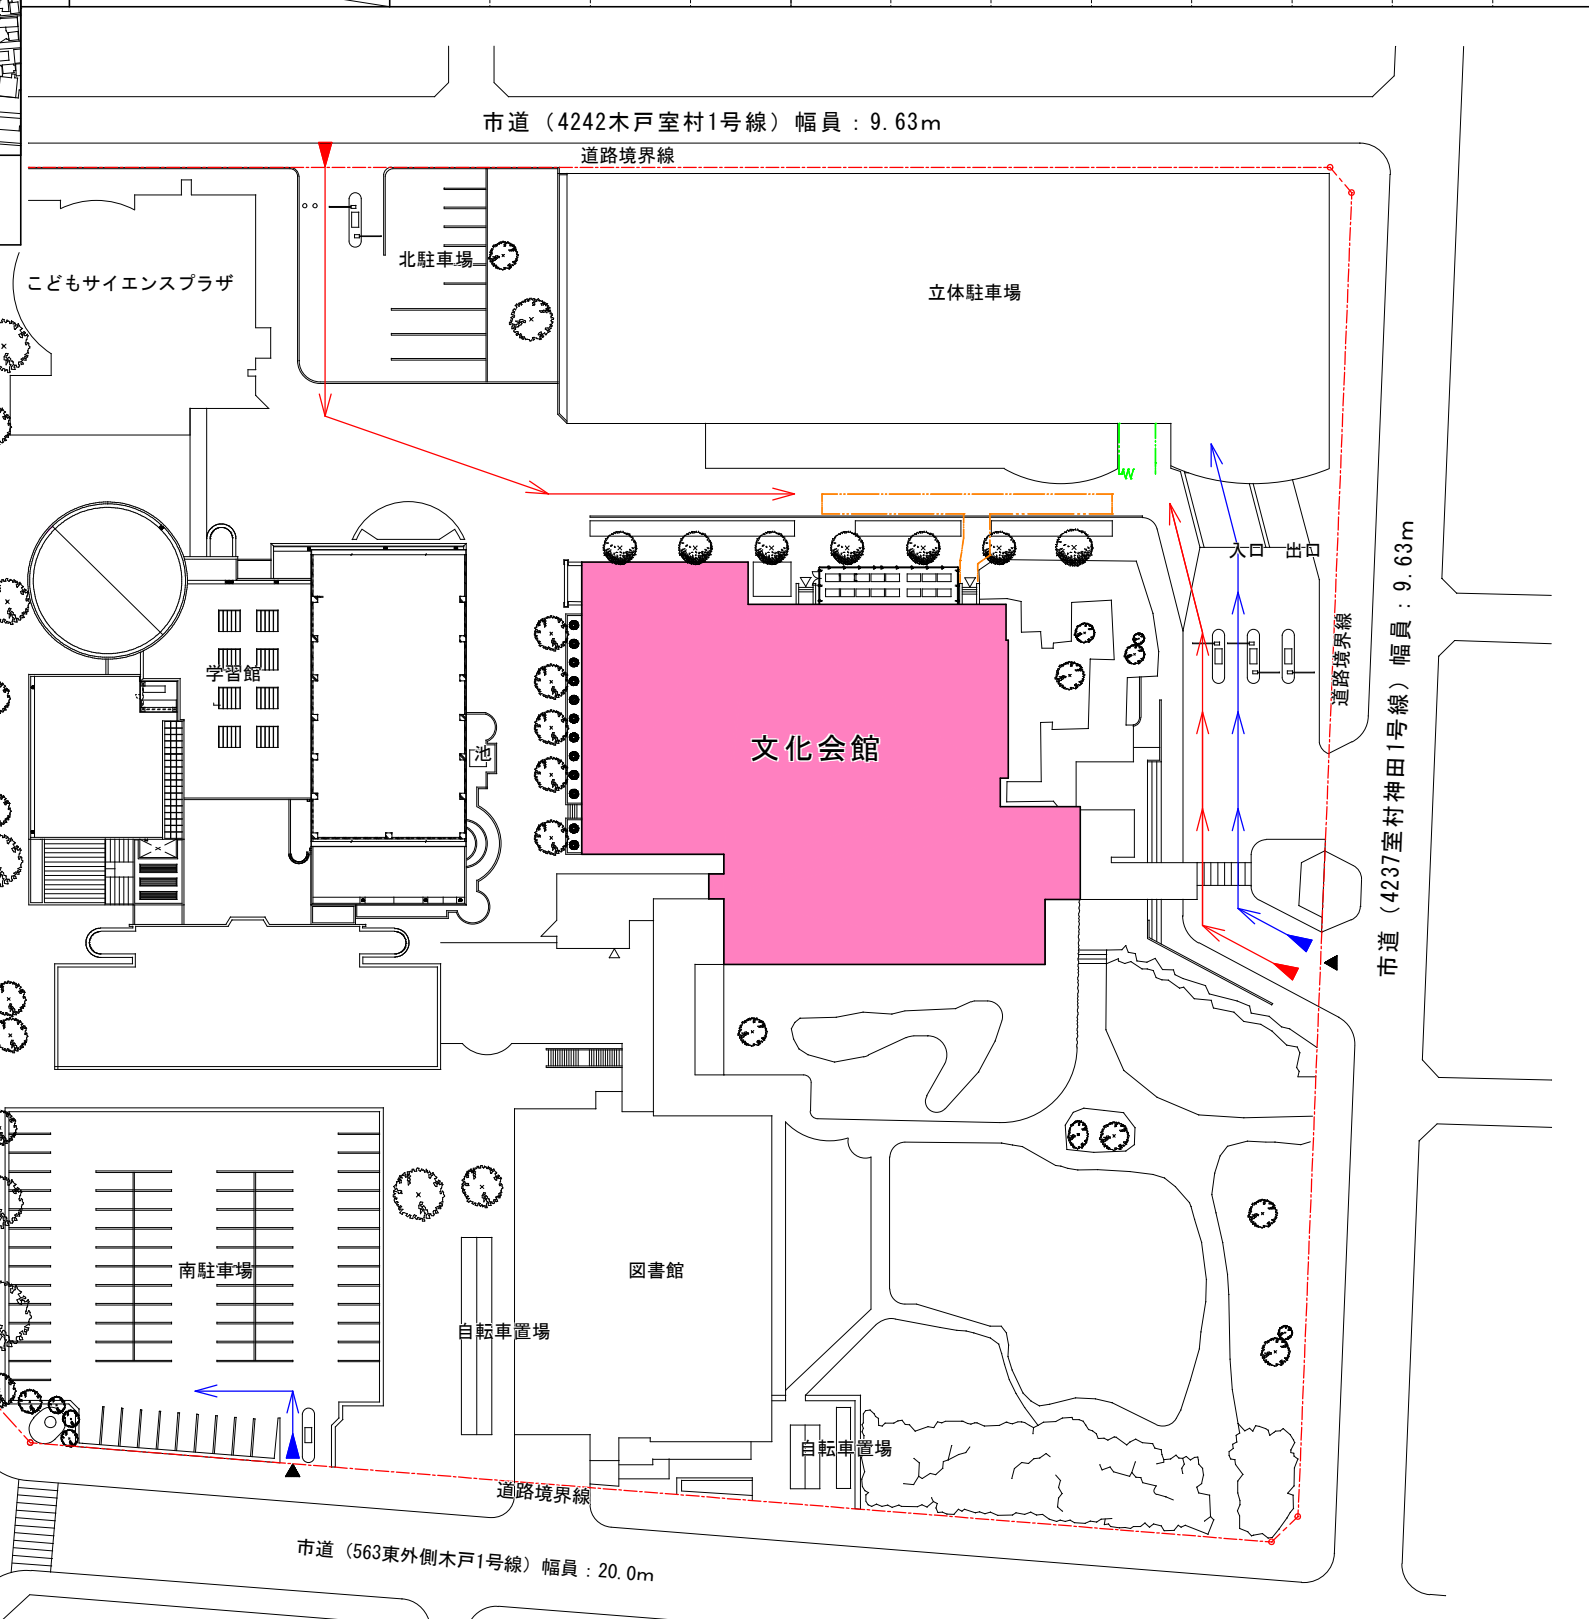 市道（4242木戸室村1号線）幅員：9.63m
道路境界線
北駐車場
こどもサイエンスプラザ
立体駐車場
入口
出口
市道（4237室村神田1号線）幅員：9.63m
道路境界線
学習館
池
文化会館
南駐車場
図書館
自転車置場
自転車置場
道路境界線
市道（563東外側木戸1号線）幅員：20.0m